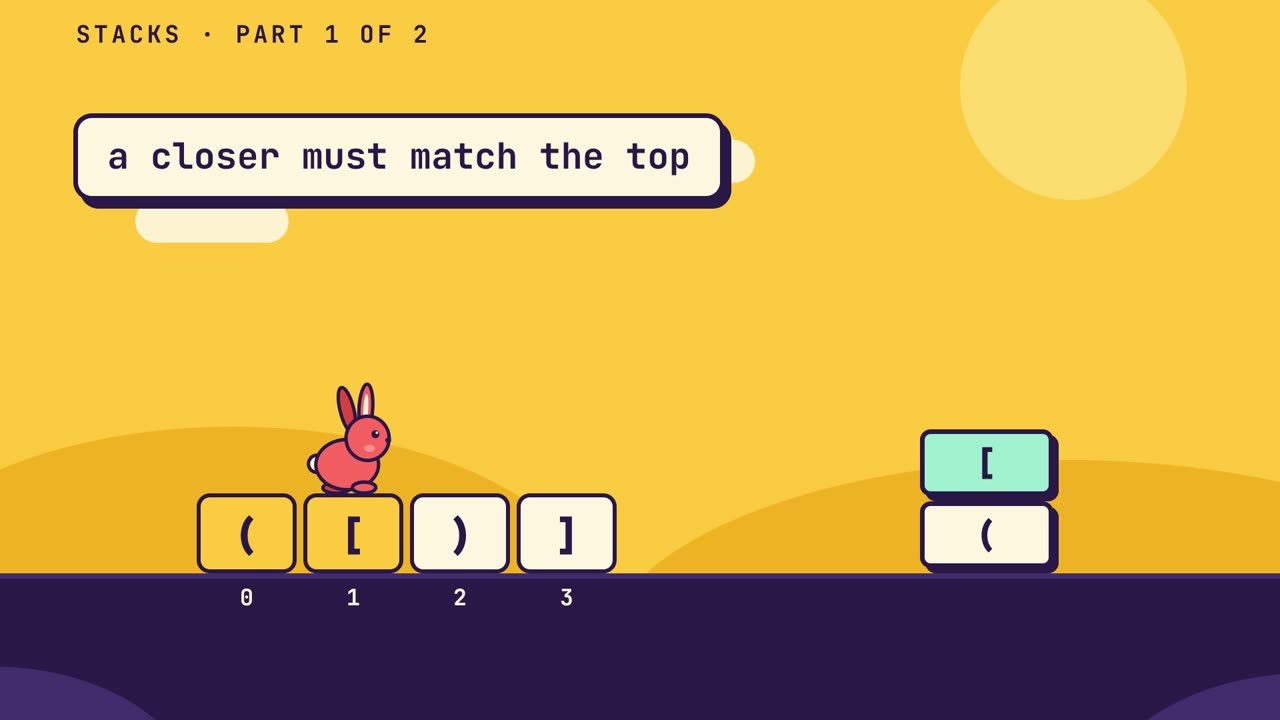 STACKS · PART 1 OF 2
a closer must match the top
[
( [ ) ]
(
0 1 2 3